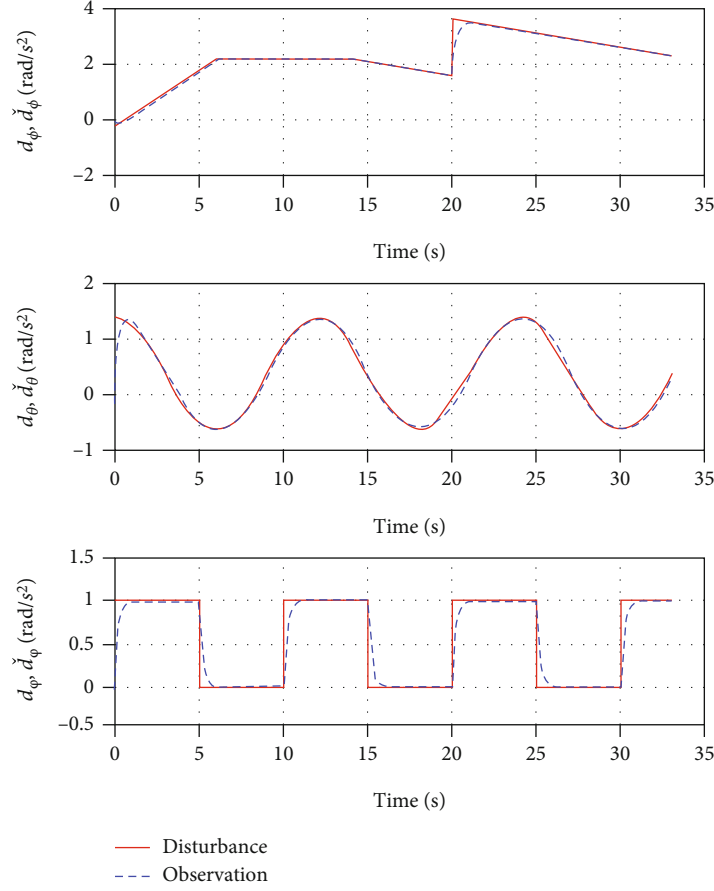 4
2
0
−2
d_ϕ, ď_ϕ (rad/s²)
0 5 10 15 20 25 30 35
Time (s)
2
1
0
−1
d_θ, ď_θ (rad/s²)
0 5 10 15 20 25 30 35
Time (s)
1.5
1
0.5
0
−0.5
d_φ, ď_φ (rad/s²)
0 5 10 15 20 25 30 35
Time (s)
Disturbance
Observation